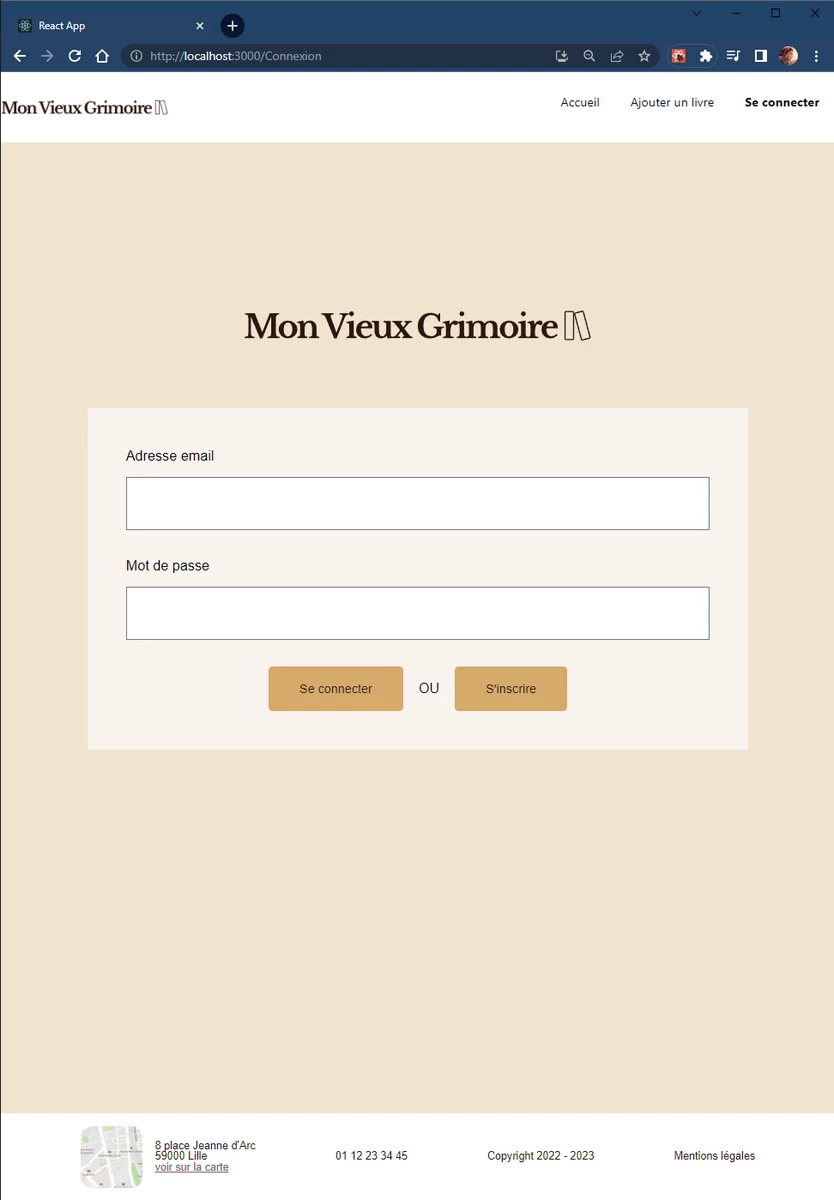 React App
http://localhost:3000/Connexion
Mon Vieux Grimoire
Accueil
Ajouter un livre
Se connecter
Mon Vieux Grimoire
Adresse email
Mot de passe
Se connecter
OU
S'inscrire
8 place Jeanne d'Arc
59000 Lille
voir sur la carte
01 12 23 34 45
Copyright 2022 - 2023
Mentions légales